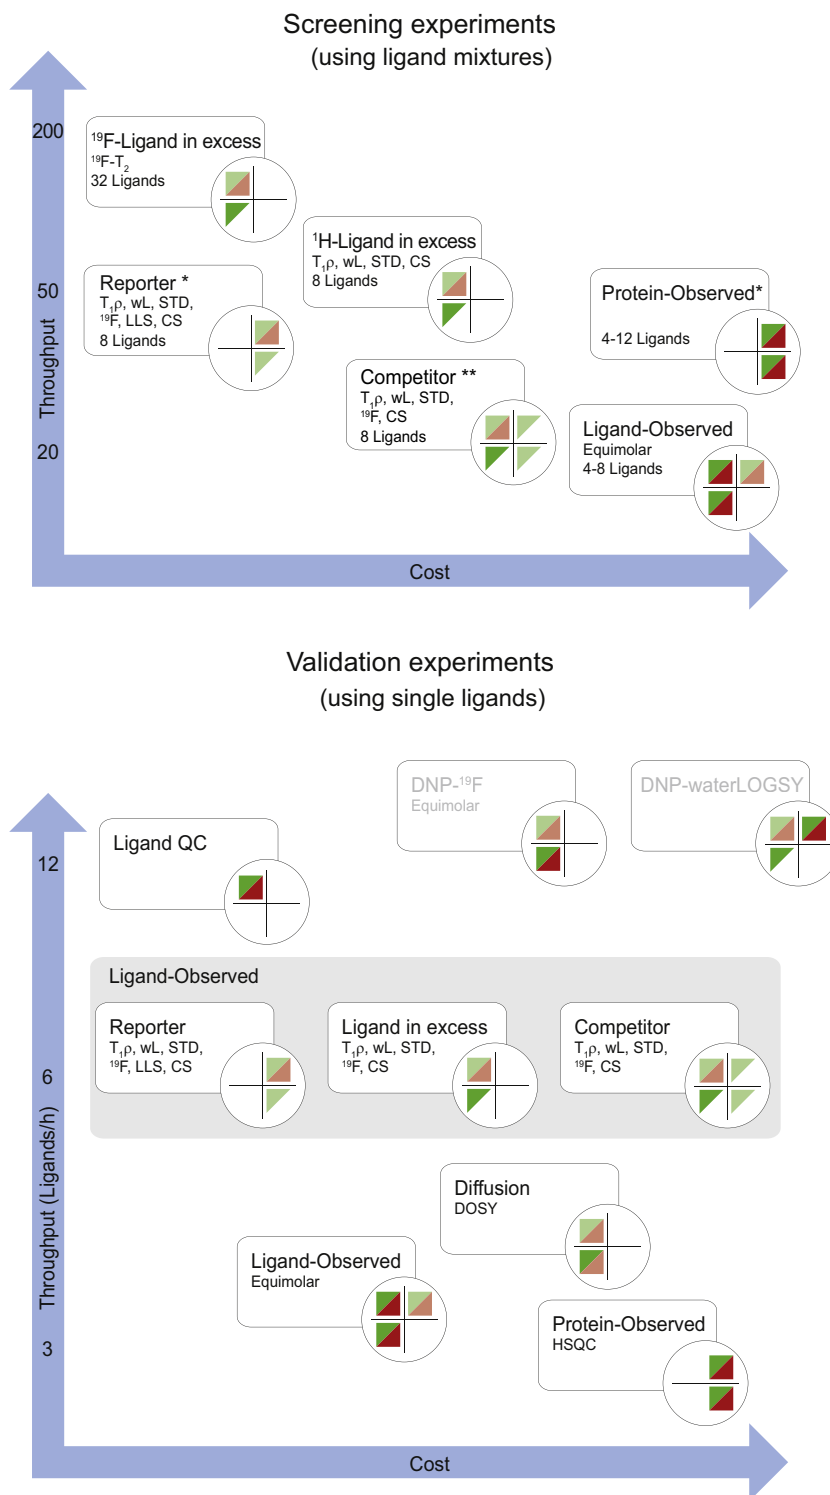 Screening experiments
(using ligand mixtures)
200
50
20
Throughput
¹⁹F-Ligand in excess
¹⁹F-T₂
32 Ligands
¹H-Ligand in excess
T₁ρ, wL, STD, CS
8 Ligands
Reporter *
T₁ρ, wL, STD,
¹⁹F, LLS, CS
8 Ligands
Protein-Observed*
4-12 Ligands
Competitor **
T₁ρ, wL, STD,
¹⁹F, CS
8 Ligands
Ligand-Observed
Equimolar
4-8 Ligands
Cost
Validation experiments
(using single ligands)
12
6
3
Throughput (Ligands/h)
DNP-¹⁹F
Equimolar
DNP-waterLOGSY
Ligand QC
Ligand-Observed
Reporter
T₁ρ, wL, STD,
¹⁹F, LLS, CS
Ligand in excess
T₁ρ, wL, STD,
¹⁹F, CS
Competitor
T₁ρ, wL, STD,
¹⁹F, CS
Diffusion
DOSY
Ligand-Observed
Equimolar
Protein-Observed
HSQC
Cost